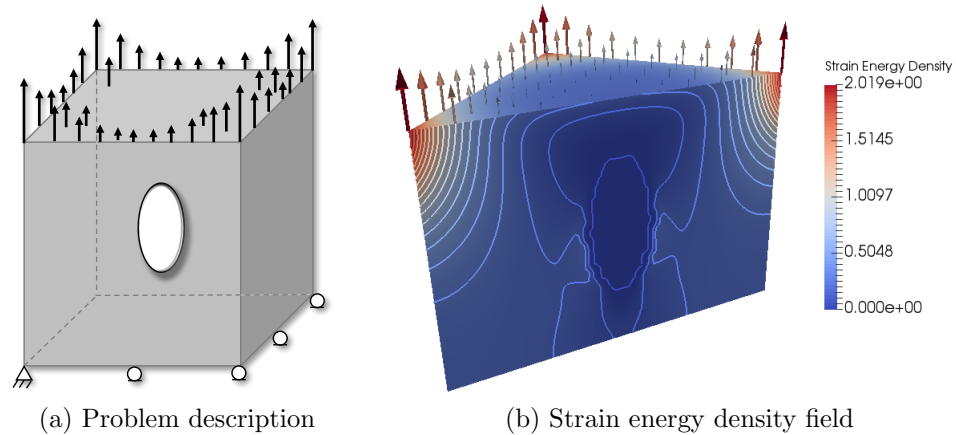 Strain Energy Density
2.019e+00
1.5145
1.0097
0.5048
0.000e+00
(a) Problem description
(b) Strain energy density field